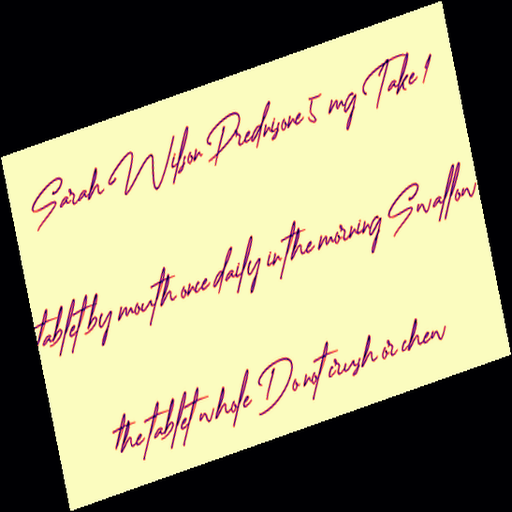 Sarah Wilson Prednisone 5 mg Take 1
tablet by mouth once daily in the morning Swallow
the tablet whole Do not crush or chew